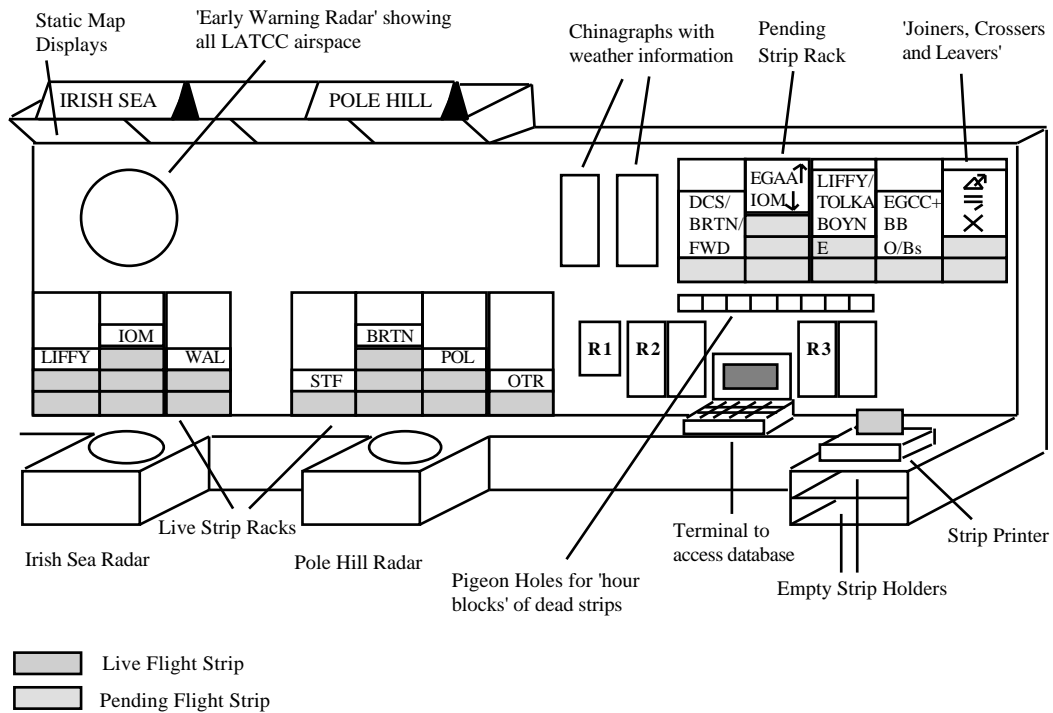 Static Map
Displays
'Early Warning Radar' showing
all LATCC airspace
Chinagraphs with
weather information
Pending
Strip Rack
'Joiners, Crossers
and Leavers'
IRISH SEA
POLE HILL
DCS/
BRTN/
FWD
EGAA
IOM
LIFFY/
TOLKA
BOYN
E
EGCC+
BB
O/Bs
LIFFY
IOM
WAL
STF
BRTN
POL
OTR
R1
R2
R3
Live Strip Racks
Irish Sea Radar
Pole Hill Radar
Pigeon Holes for 'hour
blocks' of dead strips
Terminal to
access database
Strip Printer
Empty Strip Holders
Live Flight Strip
Pending Flight Strip